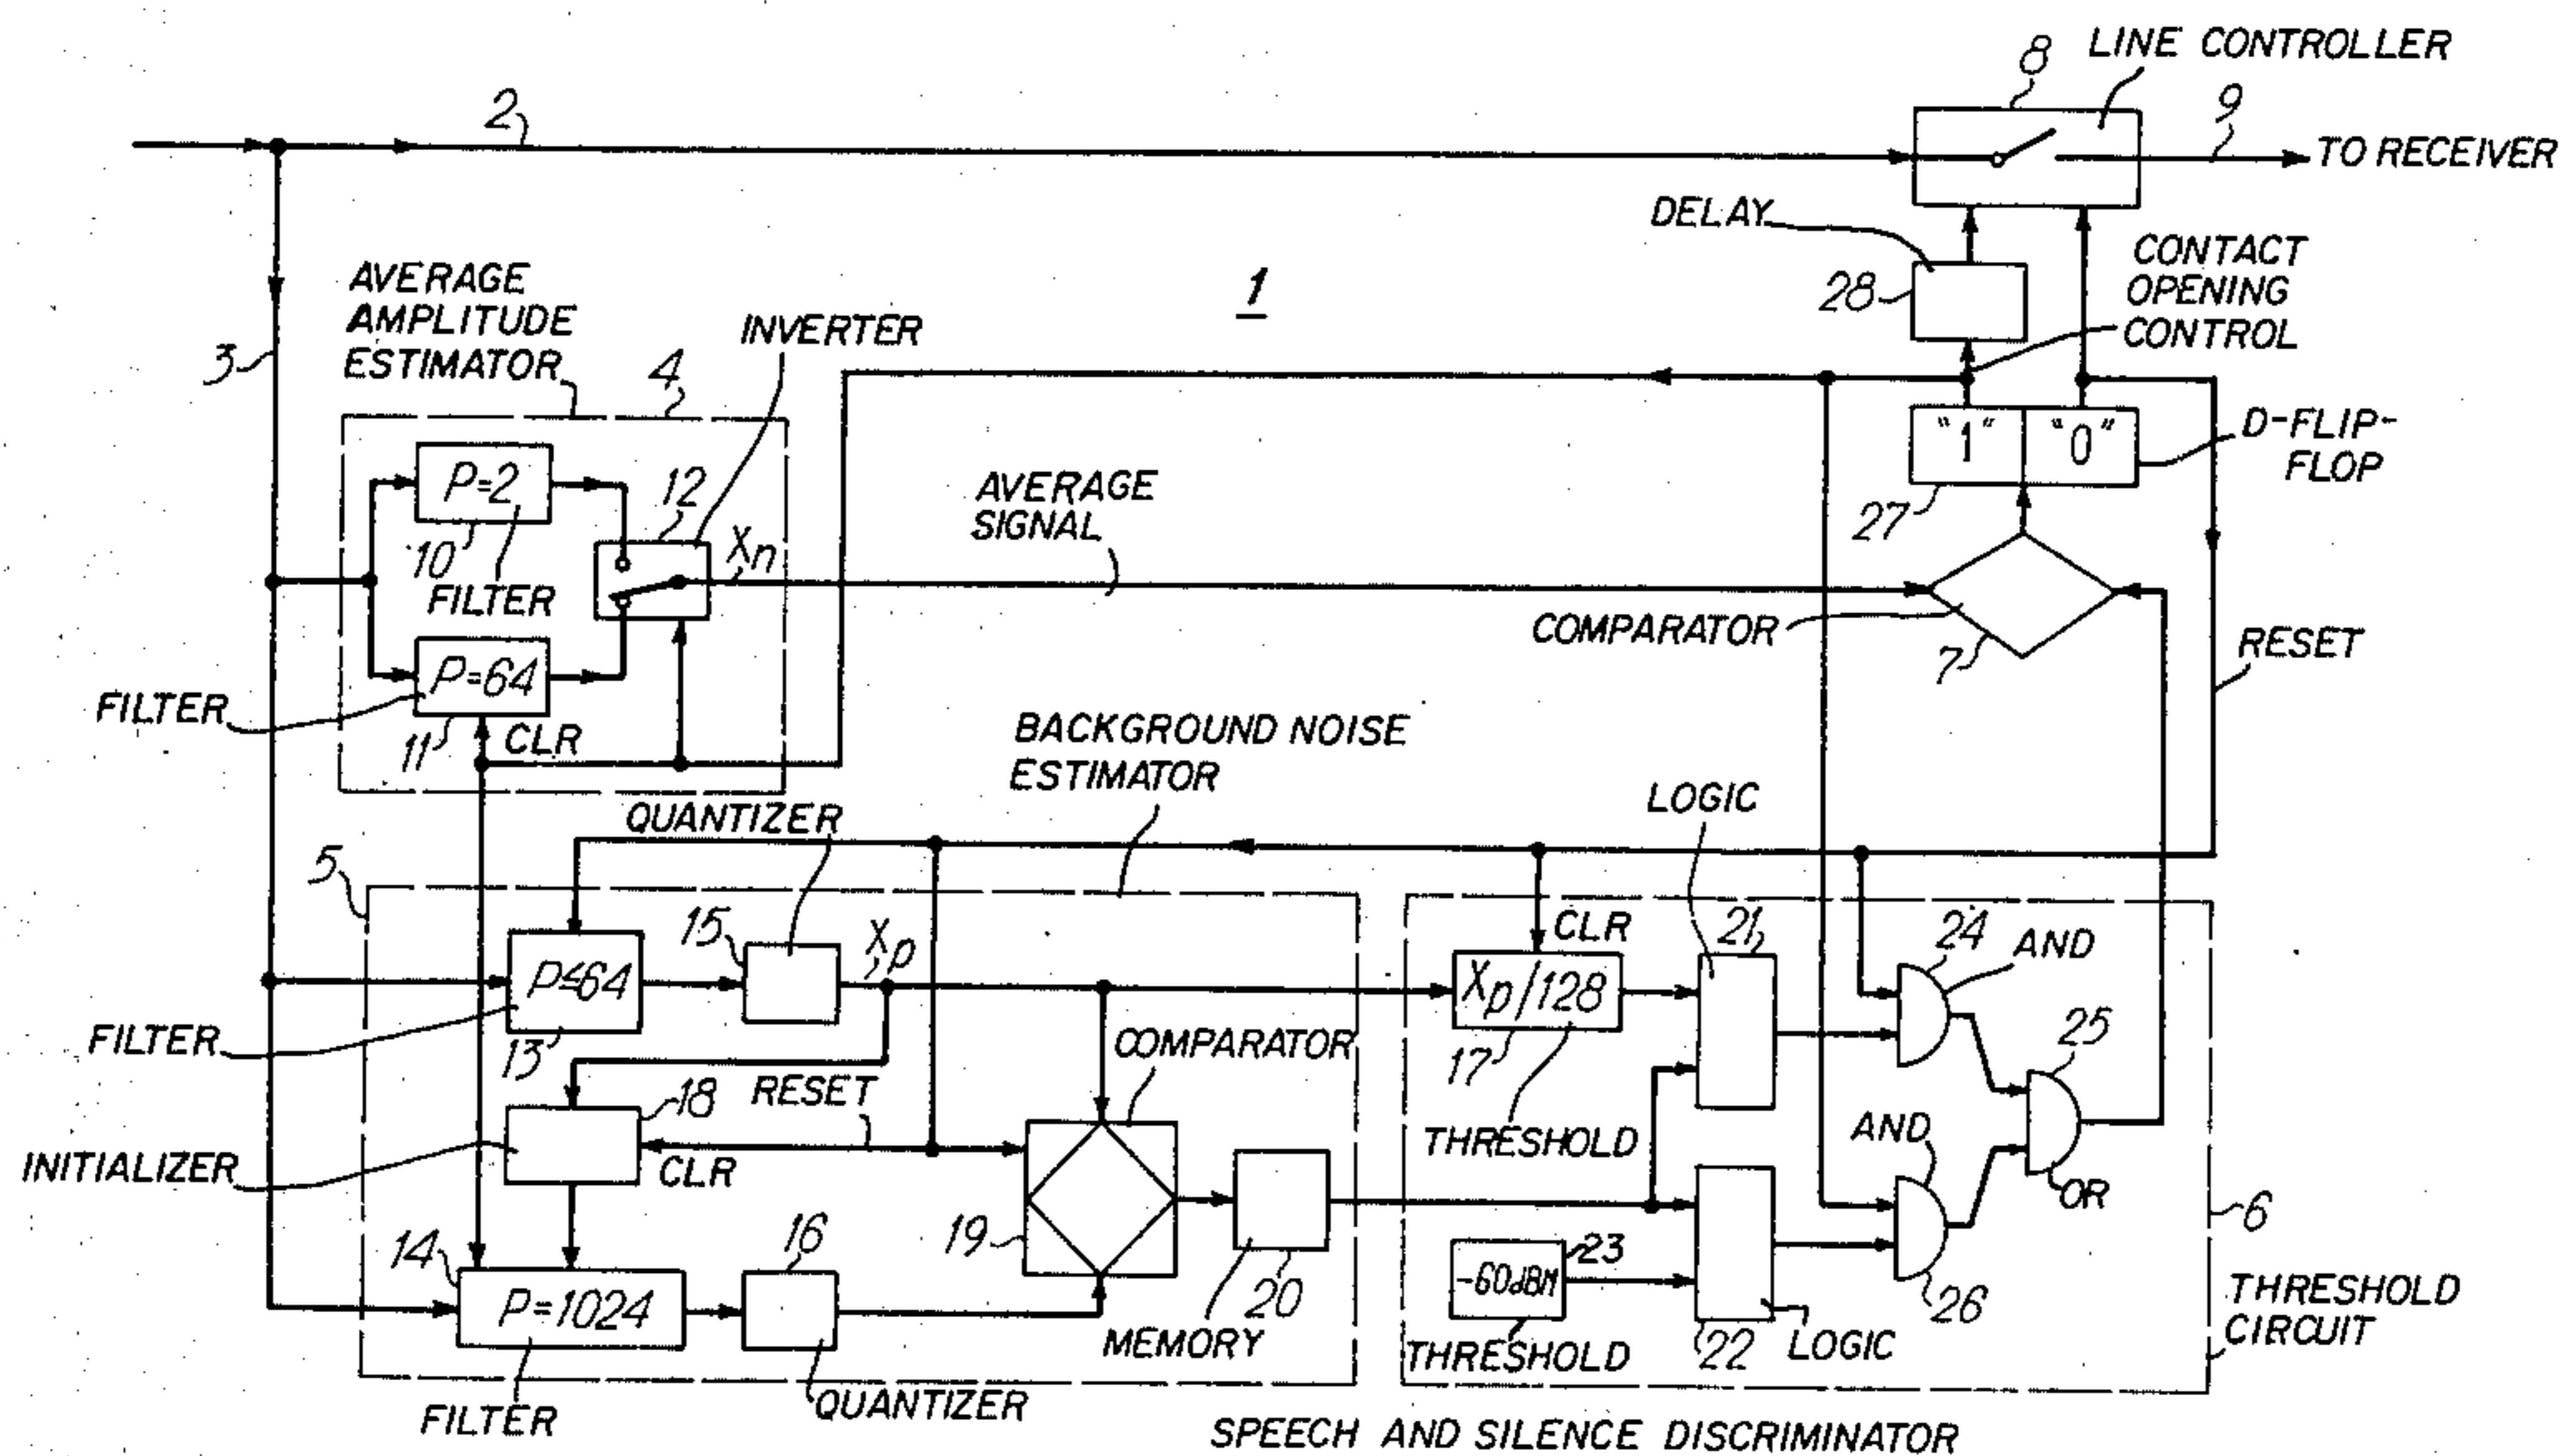 LINE CONTROLLER
8
9
2
TO RECEIVER
DELAY
CONTACT
OPENING
CONTROL
28
1
AVERAGE
AMPLITUDE
ESTIMATOR
INVERTER
3
4
"1"
"0"
D-FLIP-
FLOP
27
P=2
10
FILTER
12
Xn
AVERAGE
SIGNAL
COMPARATOR
7
RESET
P=64
FILTER
11
CLR
BACKGROUND NOISE
ESTIMATOR
QUANTIZER
LOGIC
5
15
Xp
P≤64
FILTER
13
CLR
21
24
AND
Xp/128
17
THRESHOLD
25
COMPARATOR
RESET
18
INITIALIZER
CLR
AND
OR
6
19
14
16
20
P=1024
MEMORY
23
-60dBM
THRESHOLD
22
LOGIC
26
THRESHOLD
CIRCUIT
FILTER
QUANTIZER
SPEECH AND SILENCE DISCRIMINATOR